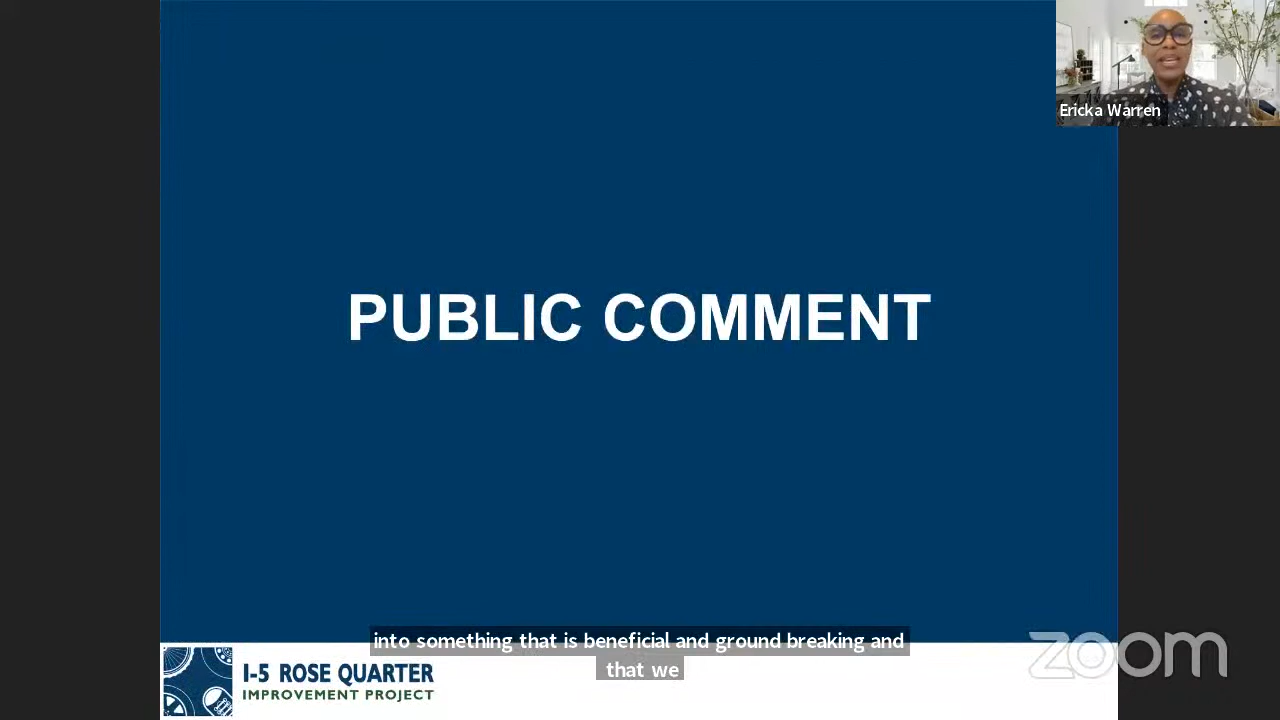 Ericka Warren
PUBLIC COMMENT
into something that is beneficial and ground breaking and
that we
I-5 ROSE QUARTER
IMPROVEMENT PROJECT
zoom